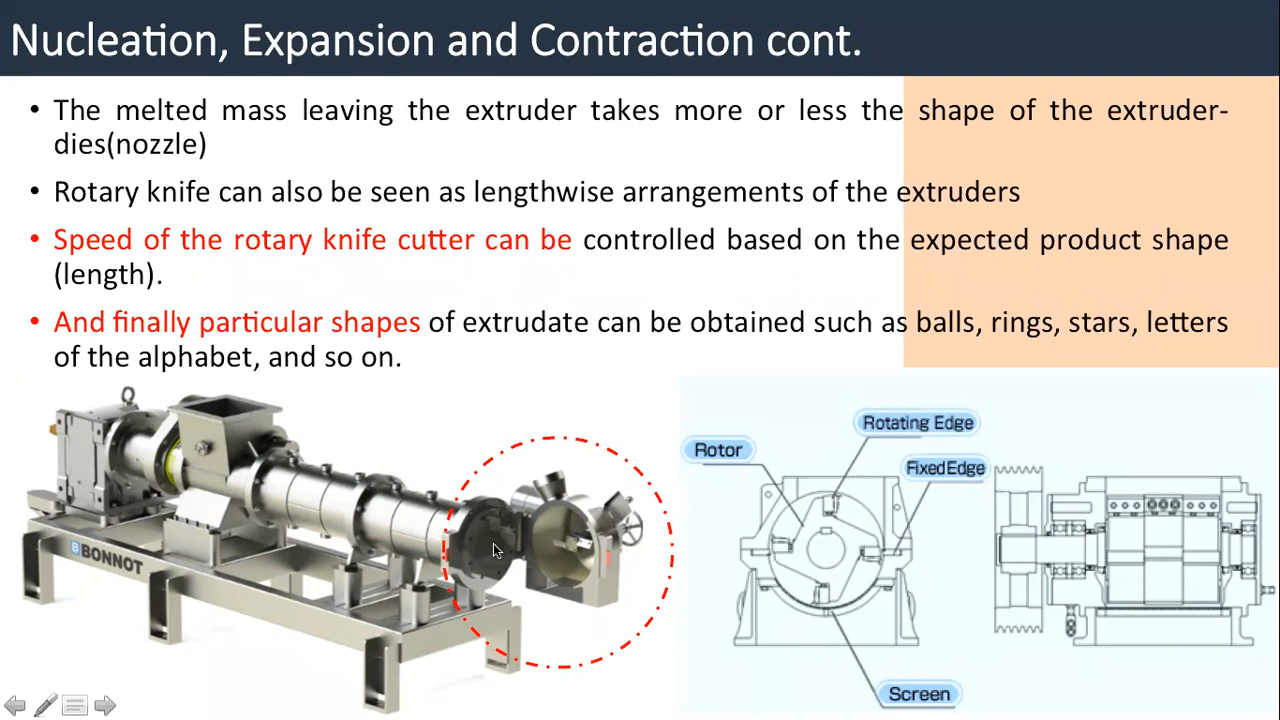 Nucleation, Expansion and Contraction cont.
• The melted mass leaving the extruder takes more or less the shape of the extruder-
dies(nozzle)
• Rotary knife can also be seen as lengthwise arrangements of the extruders
• Speed of the rotary knife cutter can be controlled based on the expected product shape
(length).
• And finally particular shapes of extrudate can be obtained such as balls, rings, stars, letters
of the alphabet, and so on.
BONNOT
Rotating Edge
Rotor
FixedEdge
Screen